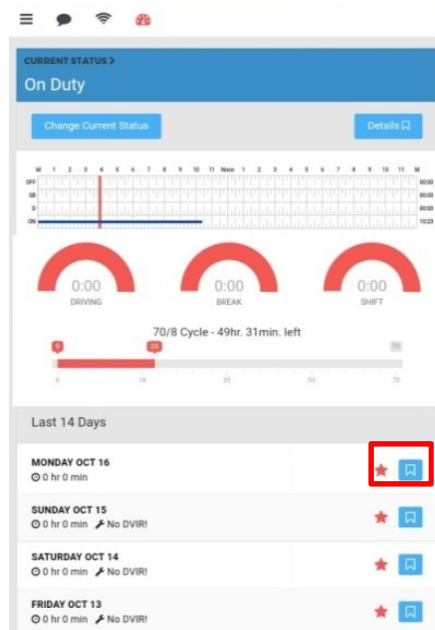 CURRENT STATUS >
On Duty
Change Current Status
Details
M 1 2 3 4 5 6 7 8 9 10 11 Noon 1 2 3 4 5 6 7 8 9 10 11 M
OFF 00:00
SB 00:00
D 00:00
ON 10:23
0:00 0:00 0:00
DRIVING BREAK SHIFT
70/8 Cycle - 49hr. 31min. left
0 20 70
0 18 35 53 70
Last 14 Days
MONDAY OCT 16
0 hr 0 min
SUNDAY OCT 15
0 hr 0 min No DVIR!
SATURDAY OCT 14
0 hr 0 min No DVIR!
FRIDAY OCT 13
0 hr 0 min No DVIR!